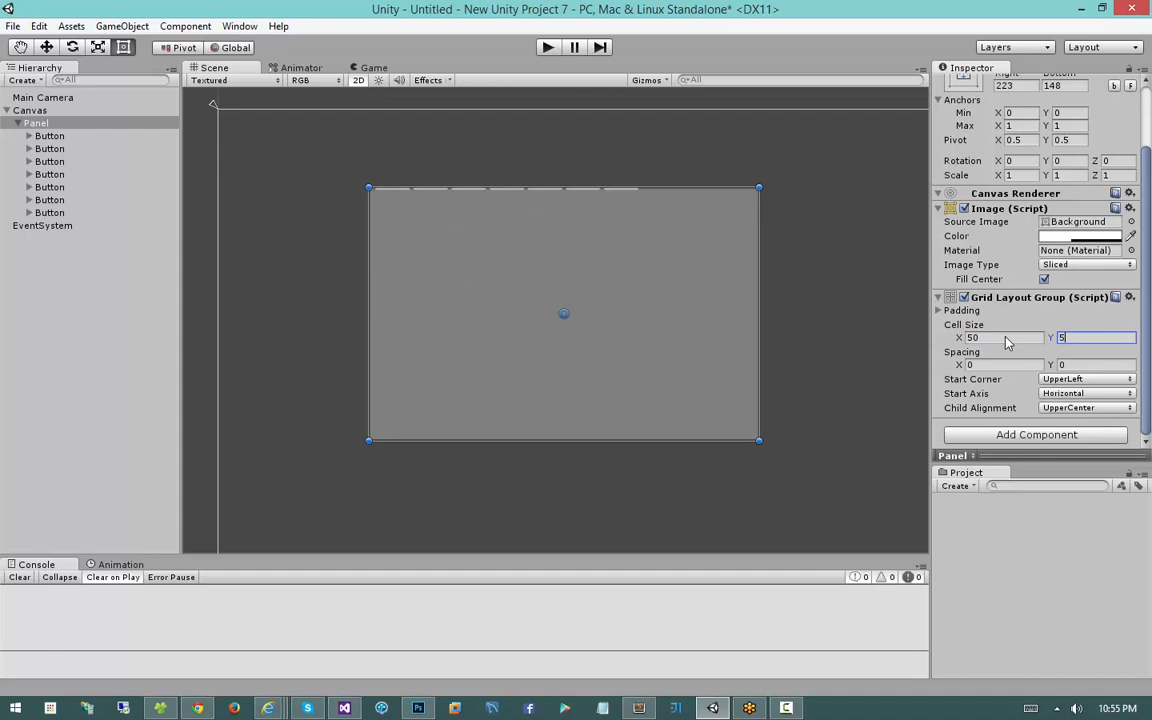 Unity - Untitled - New Unity Project 7 - PC, Mac & Linux Standalone* <DX11>
File Edit Assets GameObject Component Window Help
Pivot Global Layers Layout
Hierarchy Scene Animator Game Inspector
Create All Textured RGB 2D Effects Gizmos All
Right Bottom
223 148 b F
Main Camera
Canvas
Panel
Button
Button
Button
Button
Button
Button
Button
EventSystem
Anchors
Min X 0 Y 0
Max X 1 Y 1
Pivot X 0.5 Y 0.5
Rotation X 0 Y 0 Z 0
Scale X 1 Y 1 Z 1
Canvas Renderer
Image (Script)
Source Image Background
Color
Material None (Material)
Image Type Sliced
Fill Center
Grid Layout Group (Script)
Padding
Cell Size
X 50 Y 5
Spacing
X 0 Y 0
Start Corner UpperLeft
Start Axis Horizontal
Child Alignment UpperCenter
Add Component
Panel
Project
Create
Console Animation
Clear Collapse Clear on Play Error Pause 0 0 0
10:55 PM